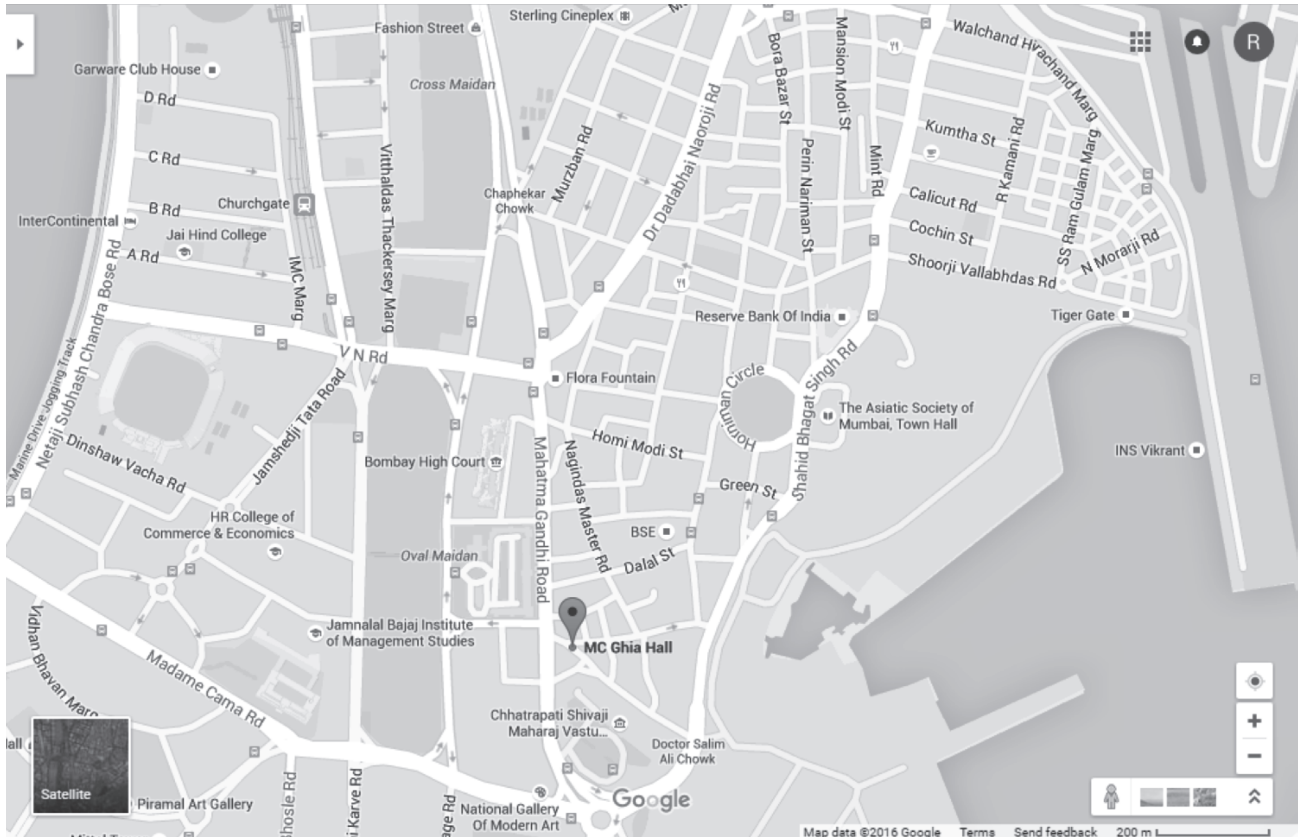 Sterling Cineplex
Fashion Street
Walchand Hirachand Marg
R
Garware Club House
Cross Maidan
D Rd
Bora Bazar St
Mansion Modi St
Kumtha St
C Rd
Vitthaldas Thackersey Marg
Murzban Rd
Dr Dadabhai Naoroji Rd
Perin Nariman St
Mint Rd
R Kamani Rd
SS Ram Gulam Marg
Churchgate
Chaphekar
Chowk
Calicut Rd
B Rd
InterContinental
Jai Hind College
Cochin St
N Morarji Rd
A Rd
IMC Marg
Shoorji Vallabhdas Rd
Netaji Subhash Chandra Bose Rd
Marine Drive Jogging Track
Reserve Bank Of India
Tiger Gate
V N Rd
Flora Fountain
Horniman Circle
Shahid Bhagat Singh Rd
The Asiatic Society of
Mumbai, Town Hall
Jamshedji Tata Road
Dinshaw Vacha Rd
Homi Modi St
Bombay High Court
Mahatma Gandhi Road
Nagindas Master Rd
INS Vikrant
Green St
HR College of
Commerce & Economics
BSE
Oval Maidan
Dalal St
Jamnalal Bajaj Institute
of Management Studies
MC Ghia Hall
Vidhan Bhavan Marg
Madame Cama Rd
Chhatrapati Shivaji
Maharaj Vastu...
Doctor Salim
Ali Chowk
all
Satellite
Piramal Art Gallery
hosle Rd
i Karve Rd
age Rd
National Gallery
Of Modern Art
Google
+
−
Map data ©2016 Google Terms Send feedback 200 m